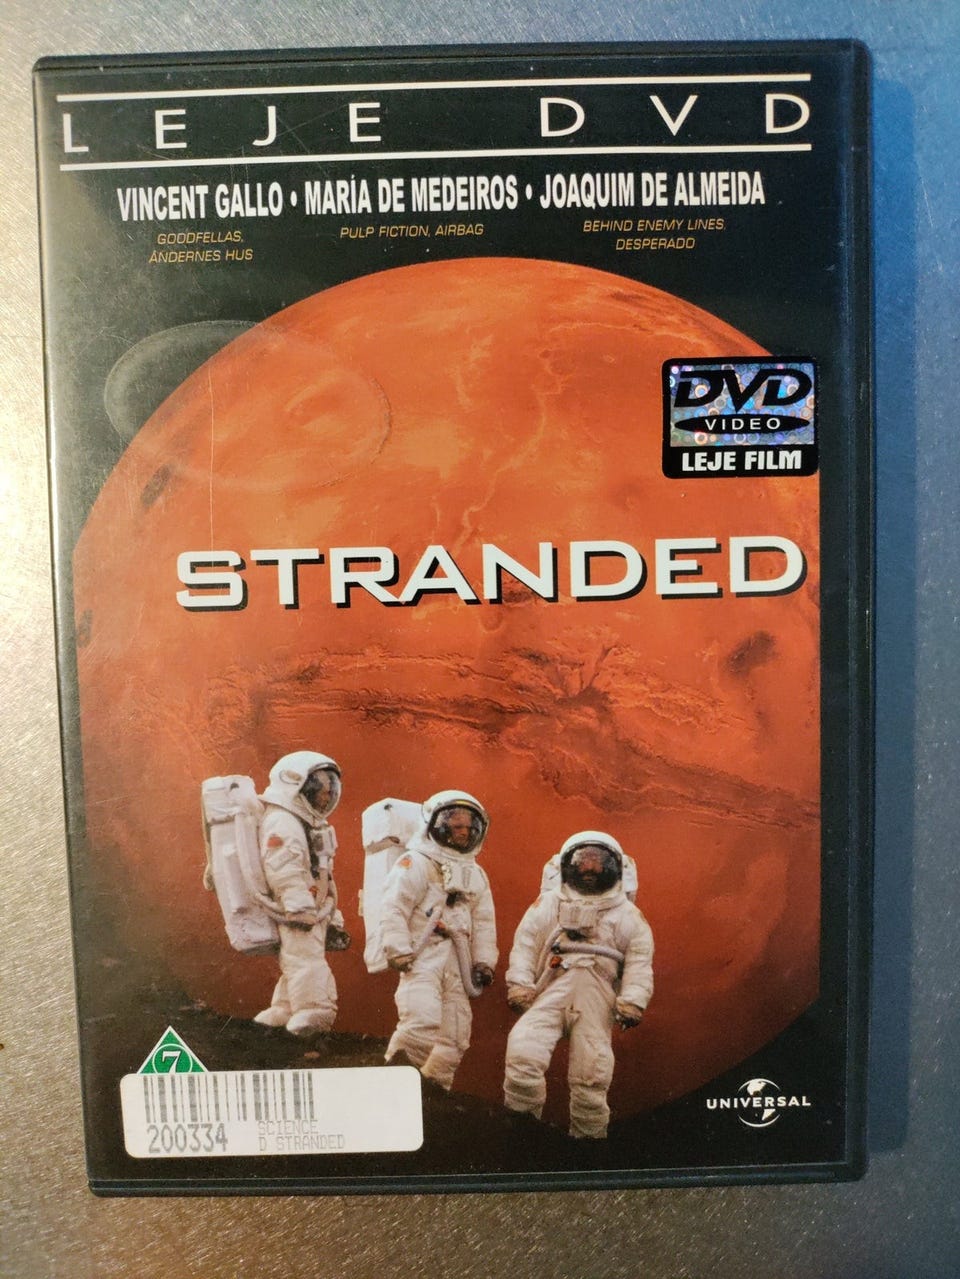 LEJE DVD
VINCENT GALLO • MARÍA DE MEDEIROS • JOAQUIM DE ALMEIDA
GOODFELLAS,
ÅNDERNES HUS
PULP FICTION, AIRBAG
BEHIND ENEMY LINES,
DESPERADO
DVD
VIDEO
LEJE FILM
STRANDED
7
UNIVERSAL
200334
SCIENCE
D STRANDED